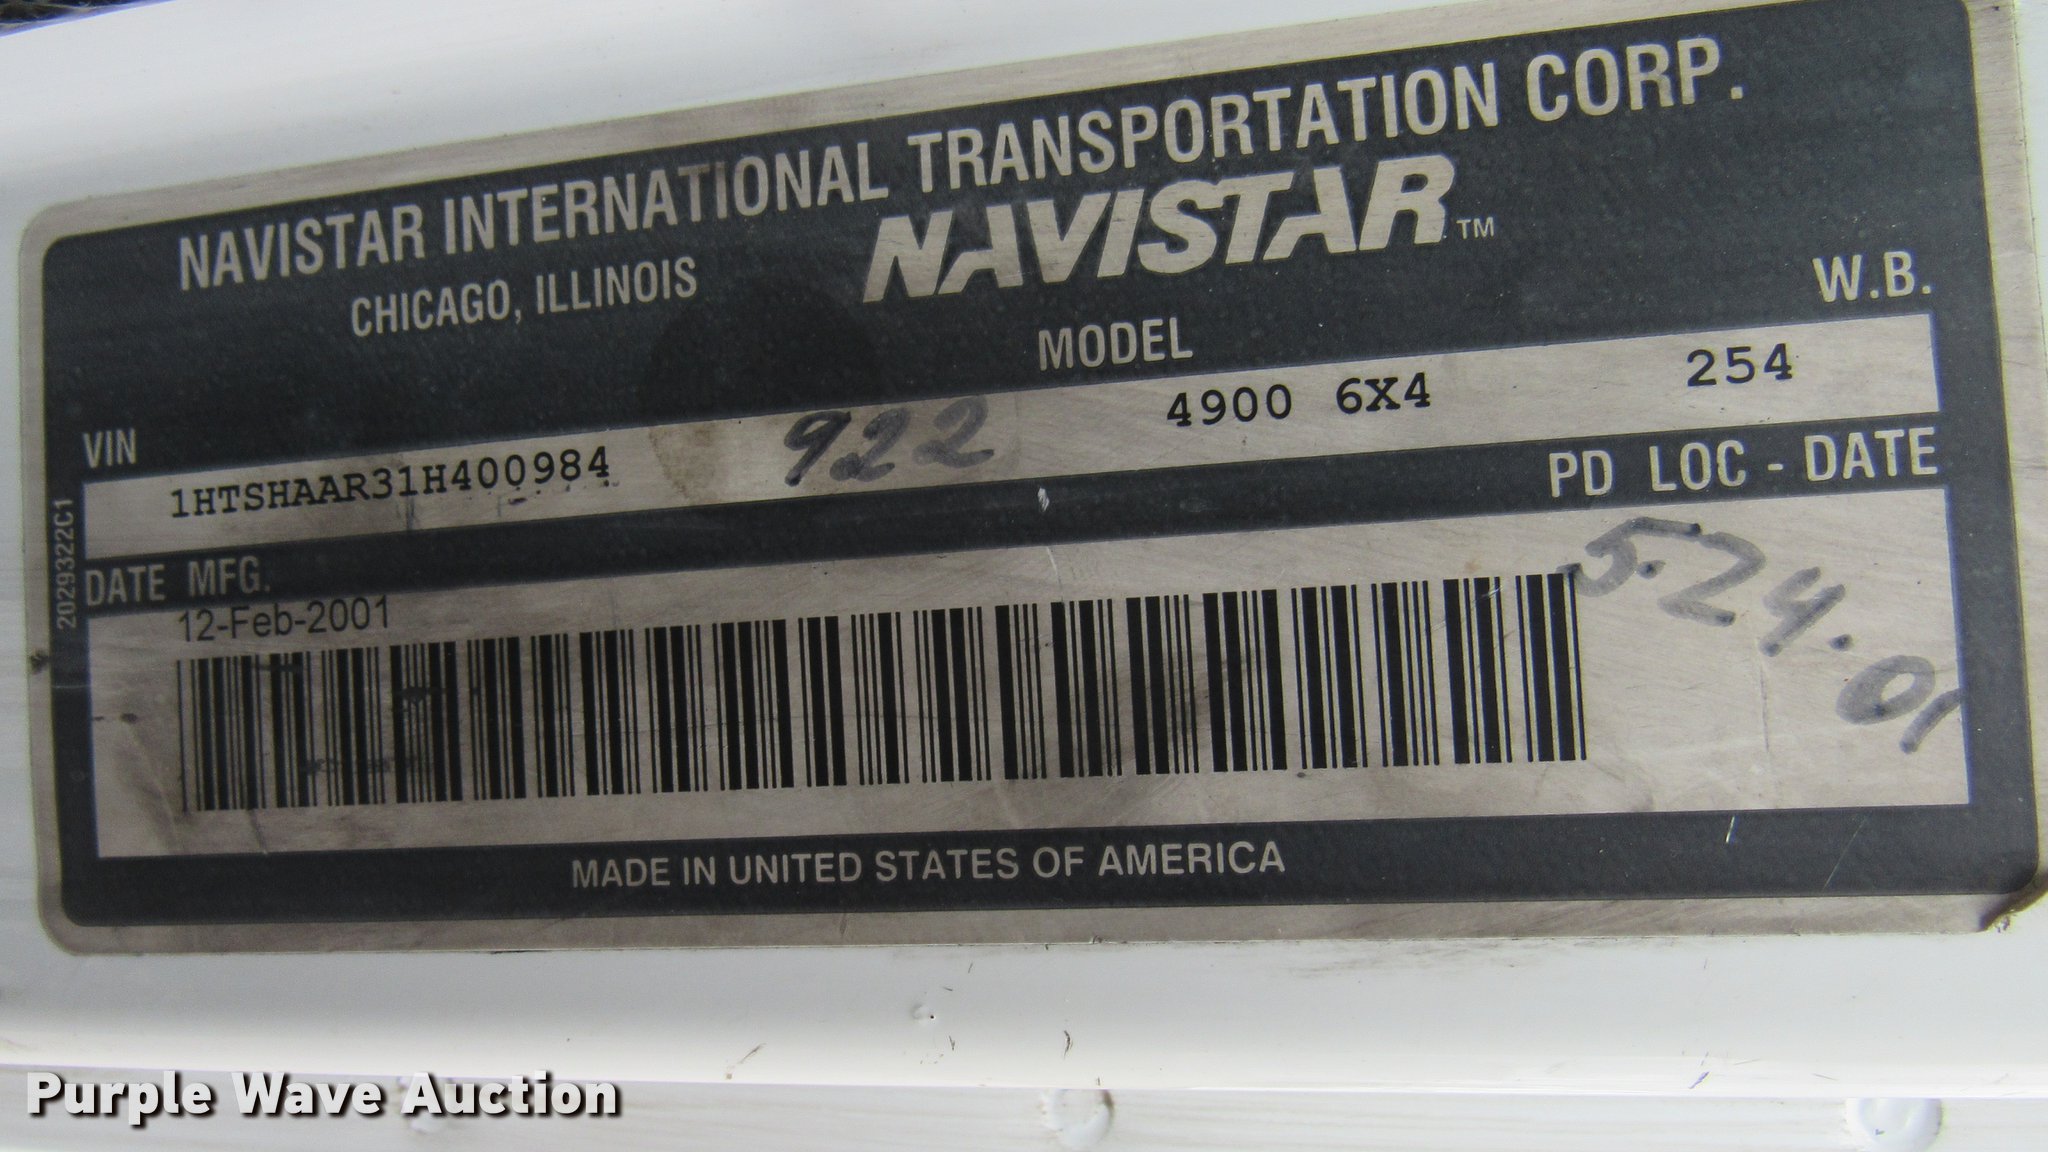 NAVISTAR INTERNATIONAL TRANSPORTATION CORP.
CHICAGO, ILLINOIS
NAVISTAR™
VIN
MODEL
W.B.
1HTSHAAR31H400984
922
4900 6X4
254
DATE MFG.
PD LOC - DATE
12-Feb-2001
5.24.01
2029322C1
MADE IN UNITED STATES OF AMERICA
Purple Wave Auction